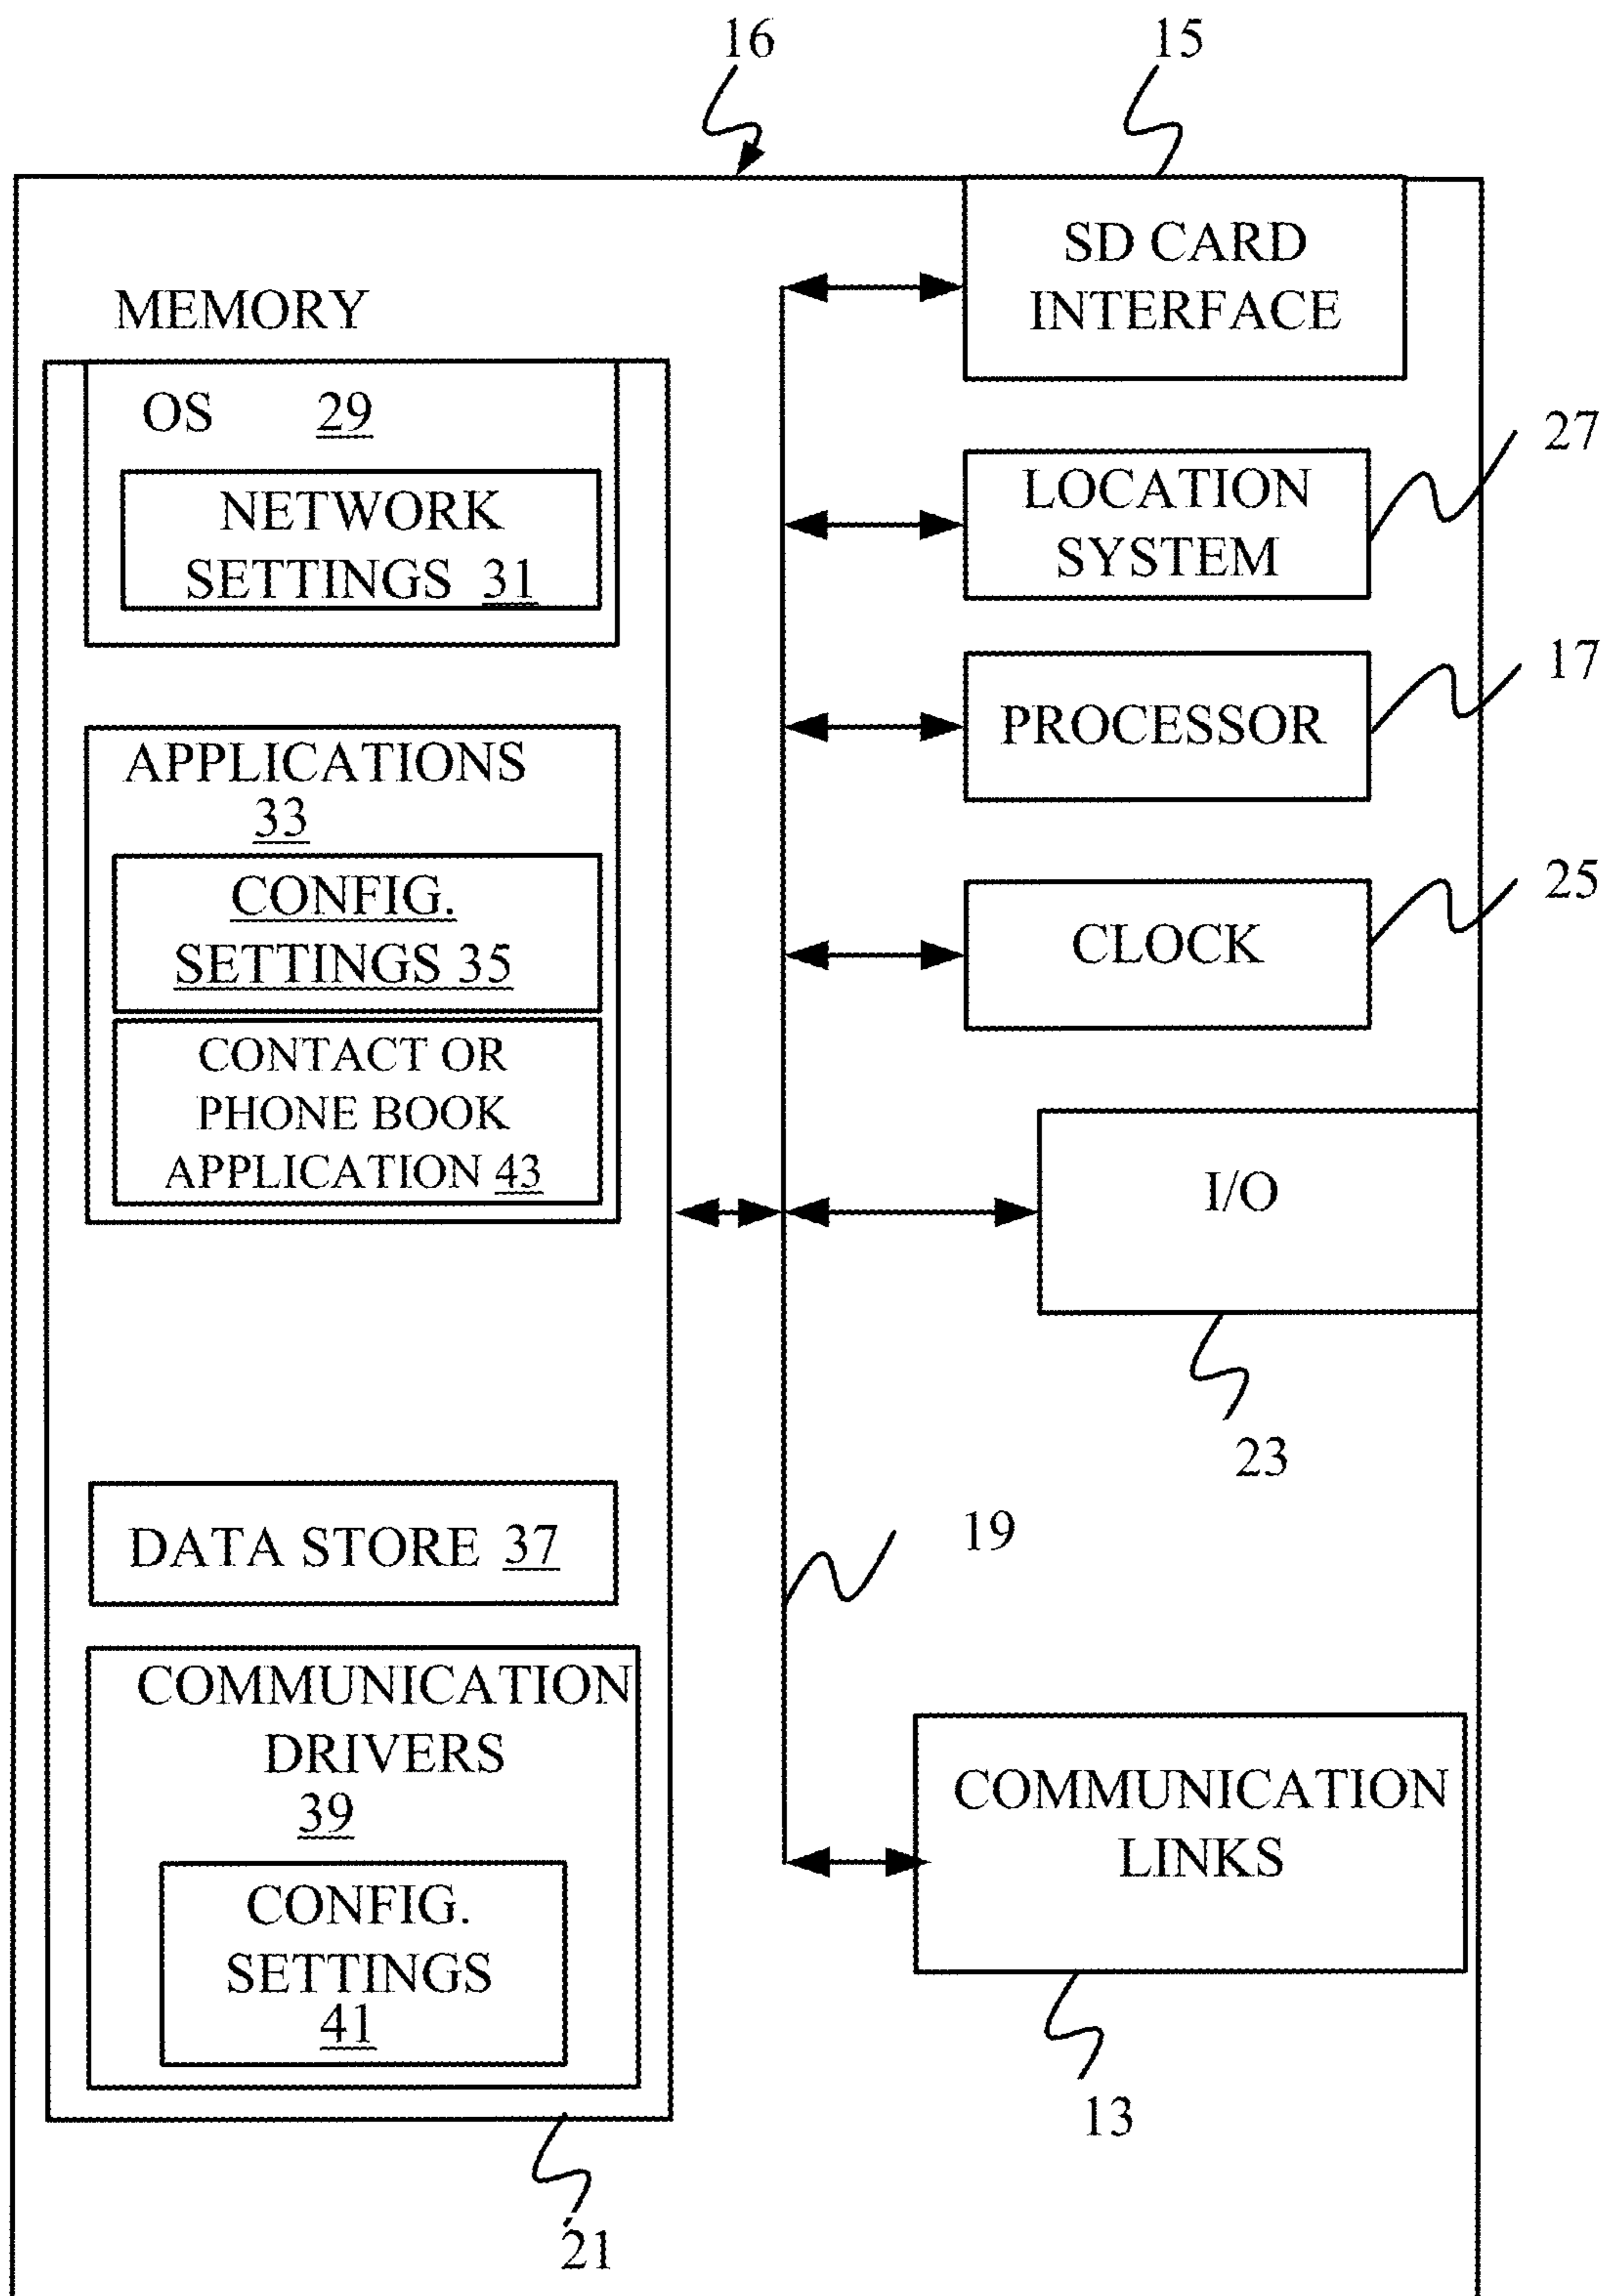 16
15
SD CARD
INTERFACE
MEMORY
OS 29
NETWORK
SETTINGS 31
27
LOCATION
SYSTEM
17
PROCESSOR
APPLICATIONS
33
CONFIG.
SETTINGS 35
CONTACT OR
PHONE BOOK
APPLICATION 43
25
CLOCK
I/O
23
19
DATA STORE 37
COMMUNICATION
DRIVERS
39
CONFIG.
SETTINGS
41
COMMUNICATION
LINKS
13
21